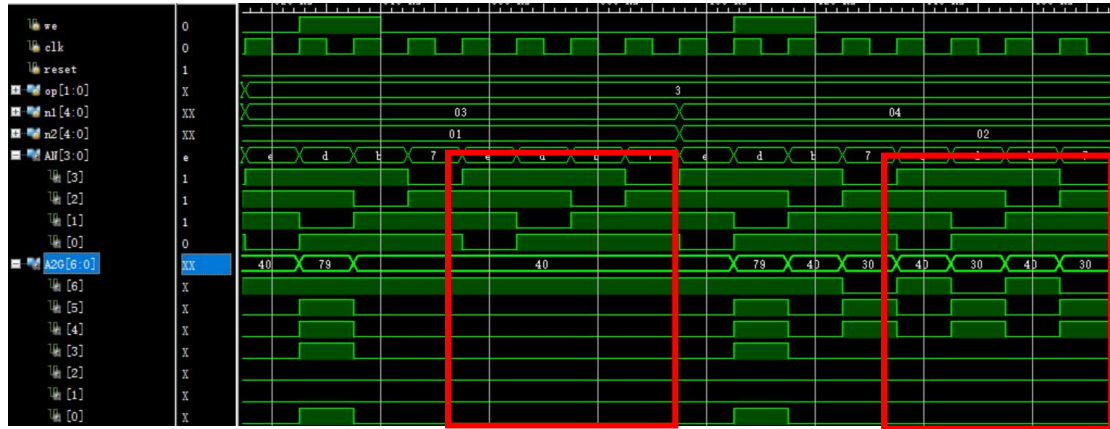 we 0
clk 0
reset 1
op[1:0] X 3
n1[4:0] XX 03 04
n2[4:0] XX 01 02
AN[3:0] e e d b 7 e d b 7 e d b 7
[3] 1
[2] 1
[1] 1
[0] 0
A2G[6:0] XX 40 79 40 79 40 30 40 30 40 30
[6] X
[5] X
[4] X
[3] X
[2] X
[1] X
[0] X